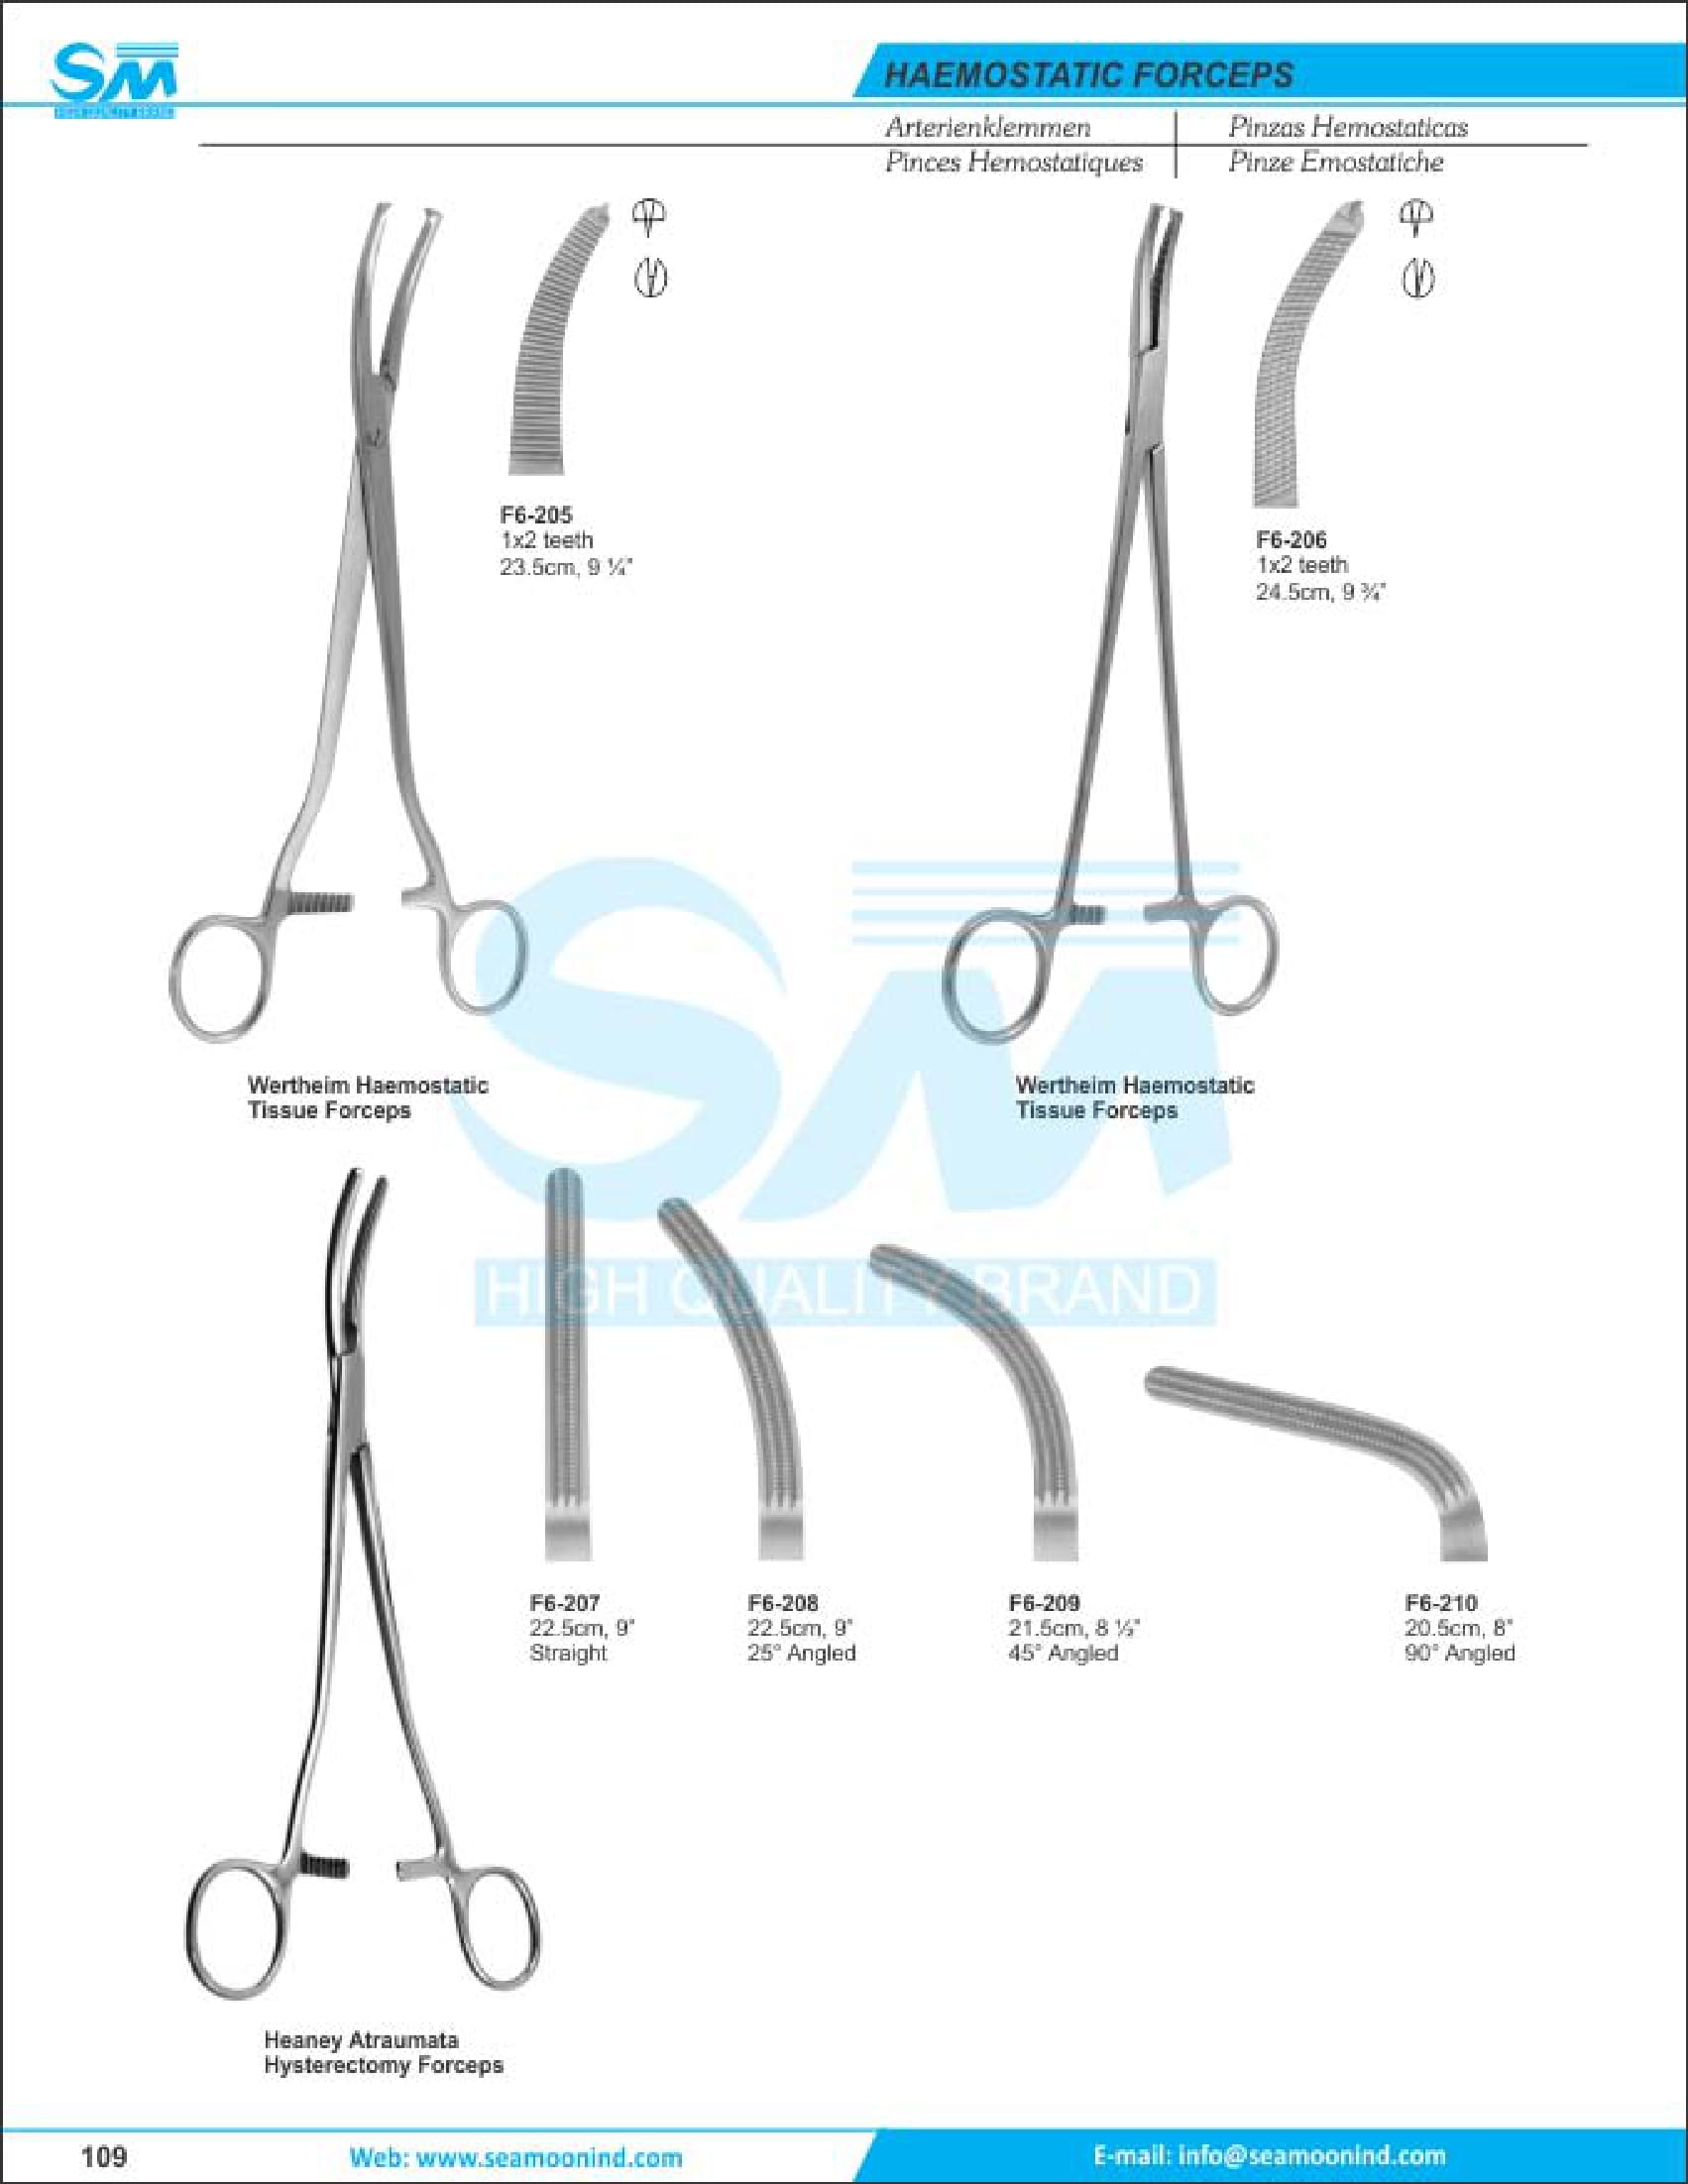 SM
HAEMOSTATIC FORCEPS
Arterienklemmen
Pinzas Hemostaticas
Pinces Hemostatiques
Pinze Emostatiche
F6-205
1x2 teeth
23.5cm, 9 ¼"
F6-206
1x2 teeth
24.5cm, 9 ¾"
Wertheim Haemostatic
Tissue Forceps
Wertheim Haemostatic
Tissue Forceps
SM
HIGH QUALITY BRAND
F6-207
22.5cm, 9"
Straight
F6-208
22.5cm, 9"
25° Angled
F6-209
21.5cm, 8 ½"
45° Angled
F6-210
20.5cm, 8"
90° Angled
Heaney Atraumata
Hysterectomy Forceps
109
Web: www.seamoonind.com
E-mail: info@seamoonind.com